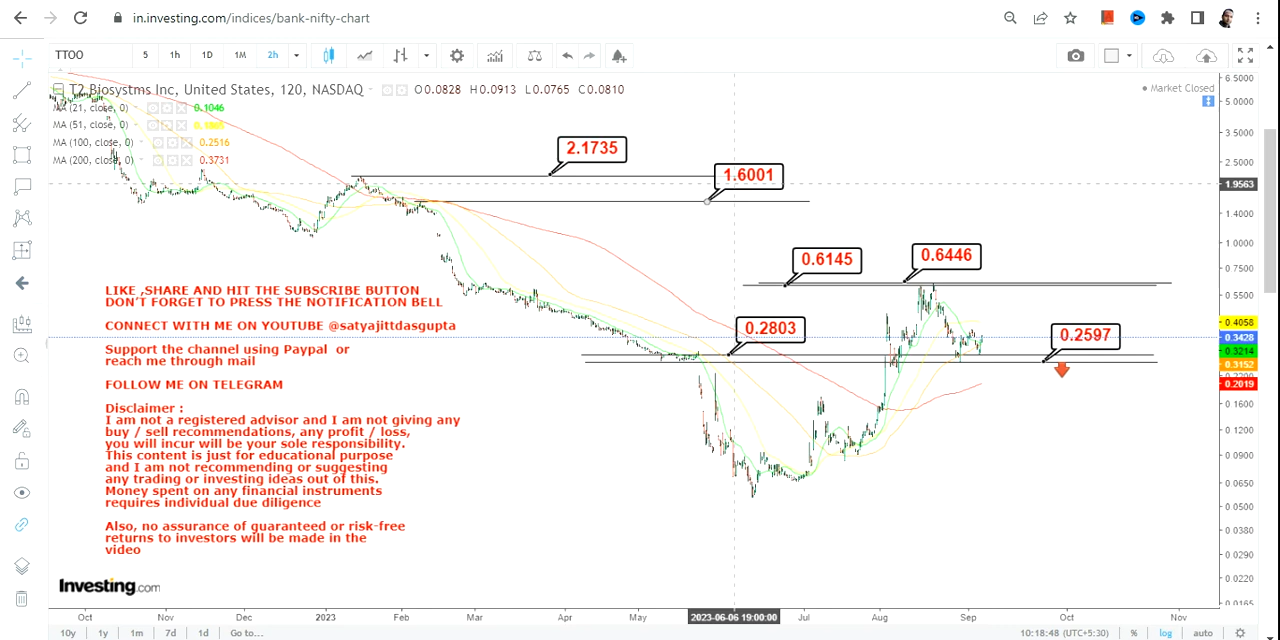 in.investing.com/indices/bank-nifty-chart
TTOO 5 1h 1D 1M 2h
T2 Biosystms Inc, United States, 120, NASDAQ O0.0828 H0.0913 L0.0765 C0.0810
Market Closed
MA (21, close, 0) 0.1046
MA (51, close, 0)
MA (100, close, 0) 0.2516
MA (200, close, 0) 0.3731
2.1735
1.6001
0.6145
0.6446
0.2803
0.2597
LIKE ,SHARE AND HIT THE SUBSCRIBE BUTTON
DON'T FORGET TO PRESS THE NOTIFICATION BELL
CONNECT WITH ME ON YOUTUBE @satyajittdasgupta
Support the channel using Paypal or
reach me through mail
FOLLOW ME ON TELEGRAM
Disclaimer :
I am not a registered advisor and I am not giving any
buy / sell recommendations, any profit / loss,
you will incur will be your sole responsibility.
This content is just for educational purpose
and I am not recommending or suggesting
any trading or investing ideas out of this.
Money spent on any financial instruments
requires individual due diligence
Also, no assurance of guaranteed or risk-free
returns to investors will be made in the
video
Investing.com
6.5000
5.0000
3.5000
2.5000
1.9563
1.4000
1.0000
0.7500
0.5500
0.4058
0.3428
0.3214
0.3152
0.2019
0.1600
0.1200
0.0900
0.0650
0.0500
0.0380
0.0290
0.0220
0.0165
Oct Nov Dec 2023 Feb Mar Apr May 2023-06-06 19:00:00 Jul Aug Sep Oct Nov
10y 1y 1m 7d 1d Go to... 10:18:48 (UTC+5:30) % log auto